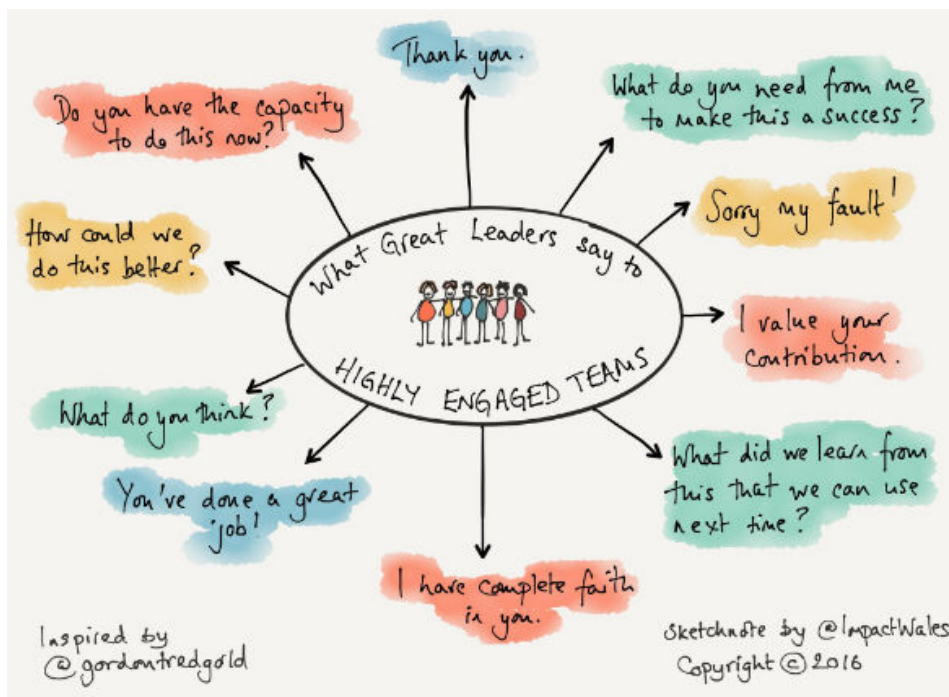 Thank you.
Do you have the capacity
to do this now?
What do you need from me
to make this a success?
How could we
do this better?
Sorry my fault!
What Great Leaders say to
HIGHLY ENGAGED TEAMS
I value your
contribution.
What do you think?
You've done a great
job!
What did we learn from
this that we can use
next time?
I have complete faith
in you.
Inspired by
@gordontredgold
Sketchnote by @ImpactWales
Copyright © 2016